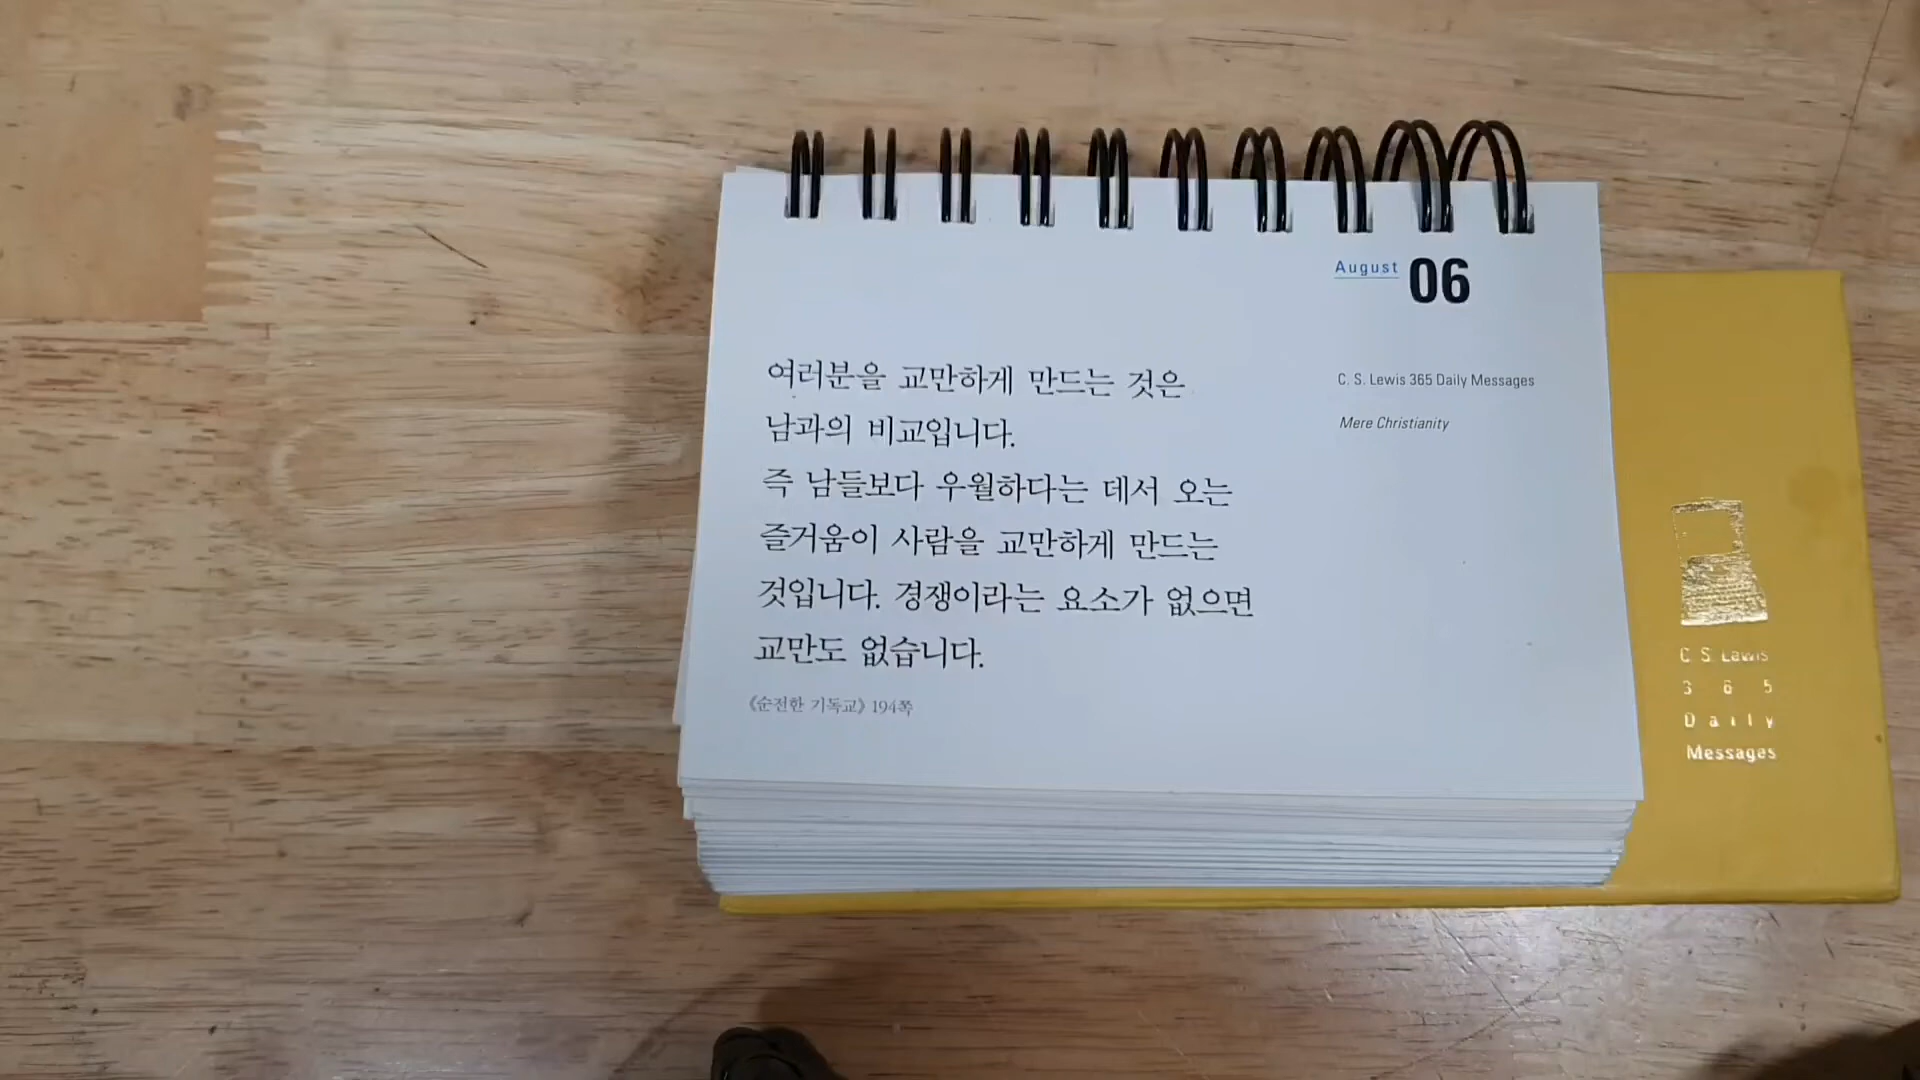 August 06
여러분을 교만하게 만드는 것은
남과의 비교입니다.
즉 남들보다 우월하다는 데서 오는
즐거움이 사람을 교만하게 만드는
것입니다. 경쟁이라는 요소가 없으면
교만도 없습니다.
《순전한 기독교》 194쪽
C. S. Lewis 365 Daily Messages
Mere Christianity
C. S. Lewis
3 6 5
Daily
Messages